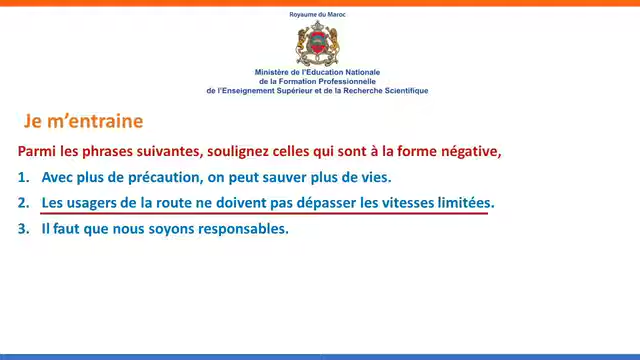 Royaume du Maroc
Ministère de l'Education Nationale
de la Formation Professionnelle
de l'Enseignement Supérieur et de la Recherche Scientifique
Je m'entraine
Parmi les phrases suivantes, soulignez celles qui sont à la forme négative,
1. Avec plus de précaution, on peut sauver plus de vies.
2. Les usagers de la route ne doivent pas dépasser les vitesses limitées.
3. Il faut que nous soyons responsables.